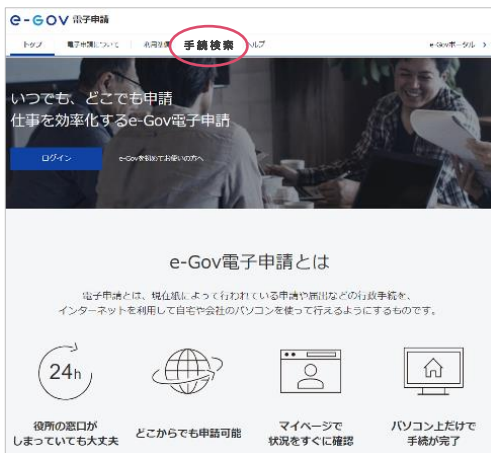 e-GOV 電子申請
トップ 電子申請について 利用準備 手続検索 ヘルプ e-Govポータル
いつでも、どこでも申請
仕事を効率化するe-Gov電子申請
ログイン e-Govを初めてお使いの方へ
e-Gov電子申請とは
電子申請とは、現在紙によって行われている申請や届出などの行政手続を、
インターネットを利用して自宅や会社のパソコンを使って行えるようにするものです。
24h
役所の窓口が
しまっていても大丈夫
どこからでも申請可能
マイページで
状況をすぐに確認
パソコン上だけで
手続が完了